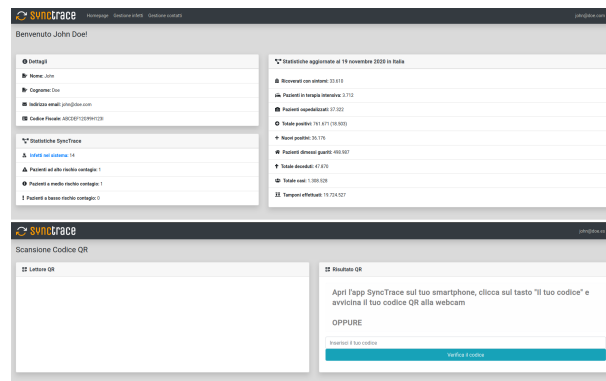 synctrace Homepage Gestione infetti Gestione contatti john@doe.com
Benvenuto John Doe!
Dettagli
Nome: John
Cognome: Doe
Indirizzo email: john@doe.com
Codice Fiscale: ABCDEF12G99H123I
Statistiche SyncTrace
Infetti nel sistema: 14
Pazienti ad alto rischio contagio: 1
Pazienti a medio rischio contagio: 1
Pazienti a basso rischio contagio: 0
Statistiche aggiornate al 19 novembre 2020 in Italia
Ricoverati con sintomi: 33.610
Pazienti in terapia intensiva: 3.712
Pazienti ospedalizzati: 37.322
Totale positivi: 761.671 (18.503)
Nuovi positivi: 36.176
Pazienti dimessi guariti: 498.987
Totale deceduti: 47.870
Totale casi: 1.308.528
Tamponi effettuati: 19.724.527
synctrace
Scansione Codice QR
Lettore QR
Risultato QR
Apri l'app SyncTrace sul tuo smartphone, clicca sul tasto "Il tuo codice" e
avvicina il tuo codice QR alla webcam
OPPURE
Inserisci il tuo codice
Verifica il codice